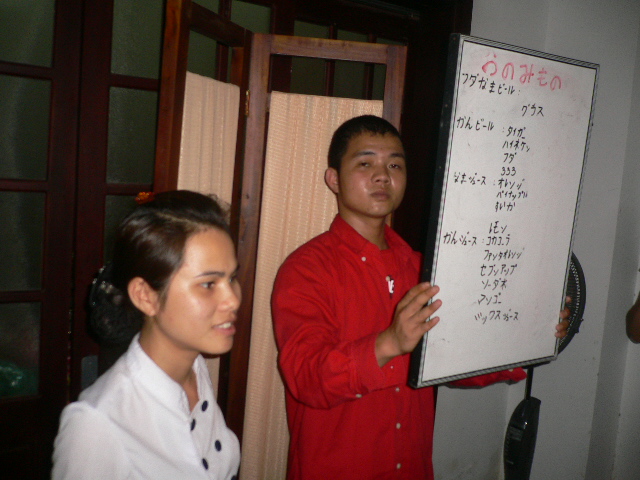 のみもの
フダなまビール:
グラス
かんビール:タイガ
ハイネケン
フダ
333
なまジュース:オレンジ
パイナップル
すいか
レモン
かんジュース:コカコラ
ファンタオレンジ
セブンアップ
ソーダ水
マンゴー
ミックスジュース